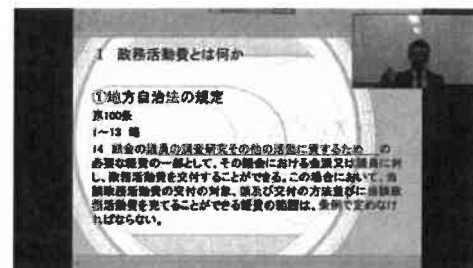 1 政務活動費とは何か
①地方自治法の規定
第100条
1～13 略
14 議会の議員の調査研究その他の活動に資するため の
必要な経費の一部として、その議会における会派又は議員に対
し、政務活動費を交付することができる。この場合において、当
該政務活動費の交付の対象、額及び交付の方法並びに当該政
務活動費を充てることができる経費の範囲は、条例で定めなけ
ればならない。